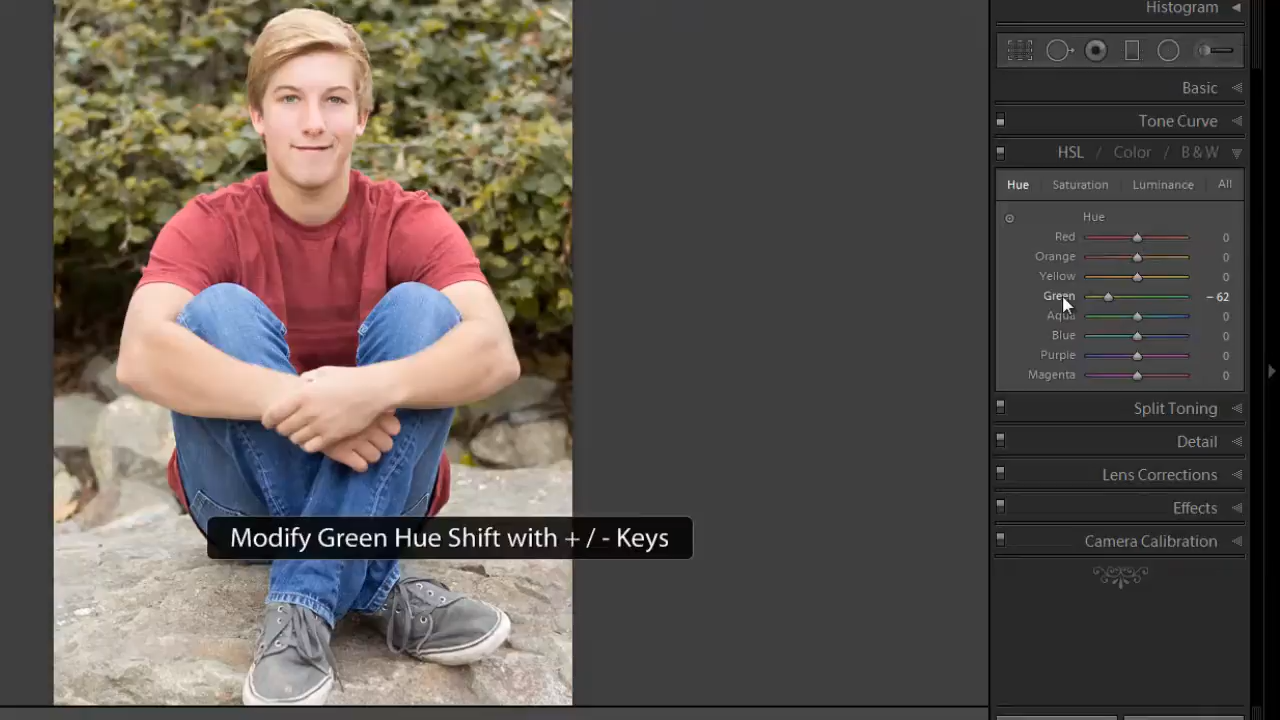 Histogram
Basic
Tone Curve
HSL / Color / B&W
Hue Saturation Luminance All
Hue
Red 0
Orange 0
Yellow 0
Green - 62
Aqua 0
Blue 0
Purple 0
Magenta 0
Split Toning
Detail
Lens Corrections
Effects
Camera Calibration
Modify Green Hue Shift with + / - Keys